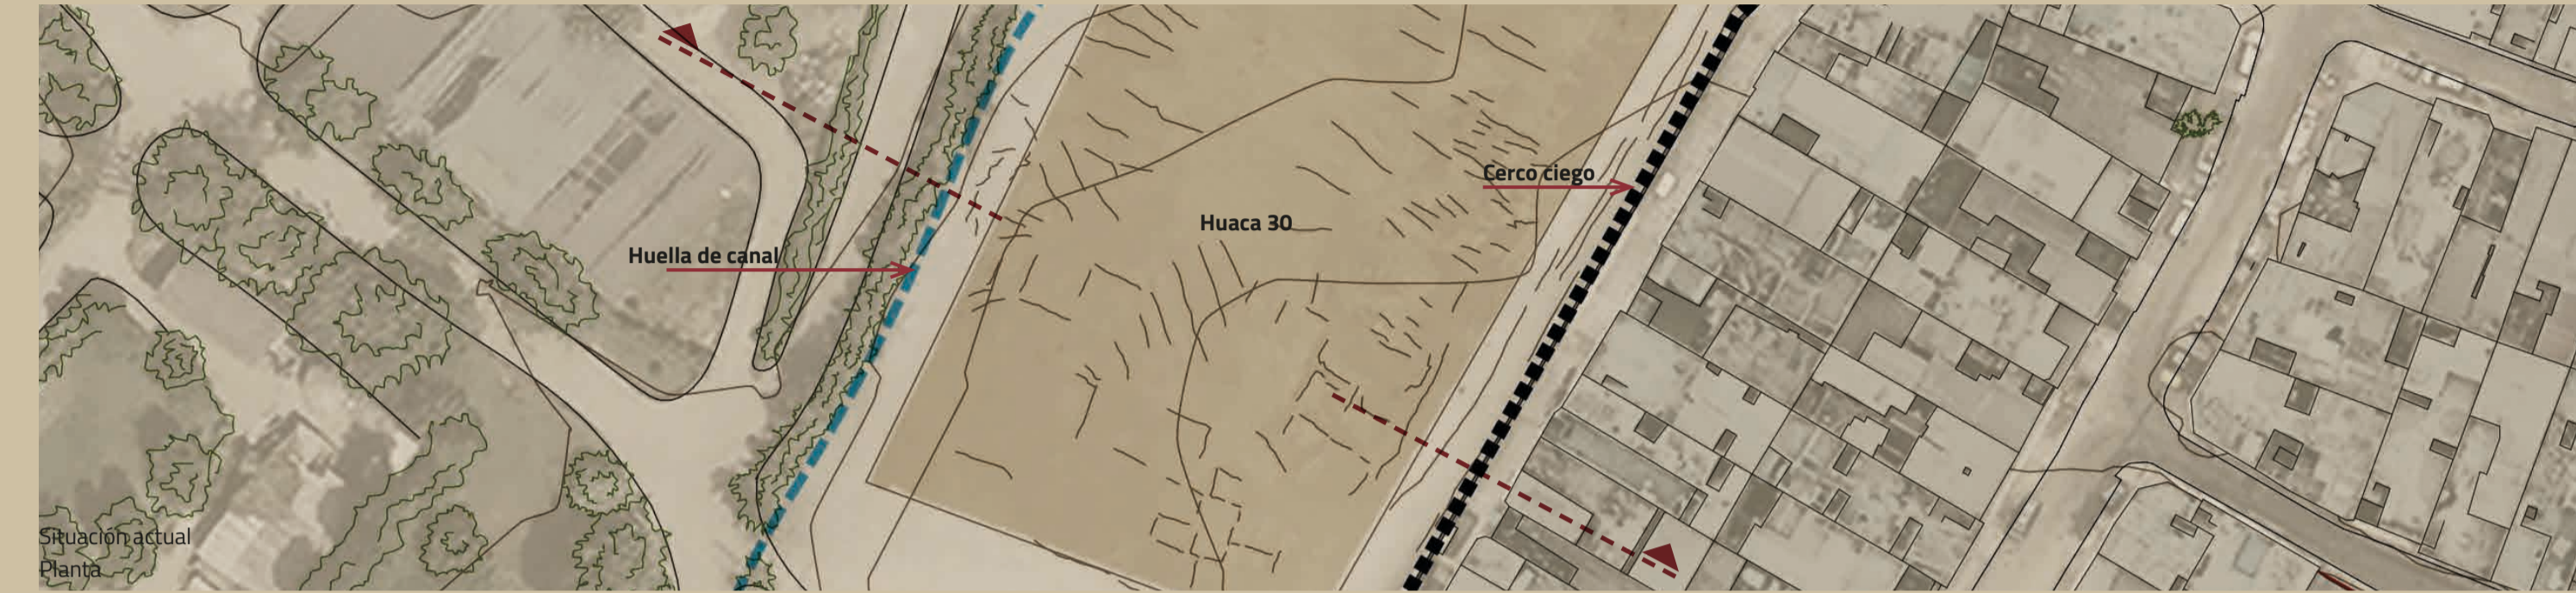 Cerco ciego
Huaca 30
Huella de canal
Situación actual
Planta